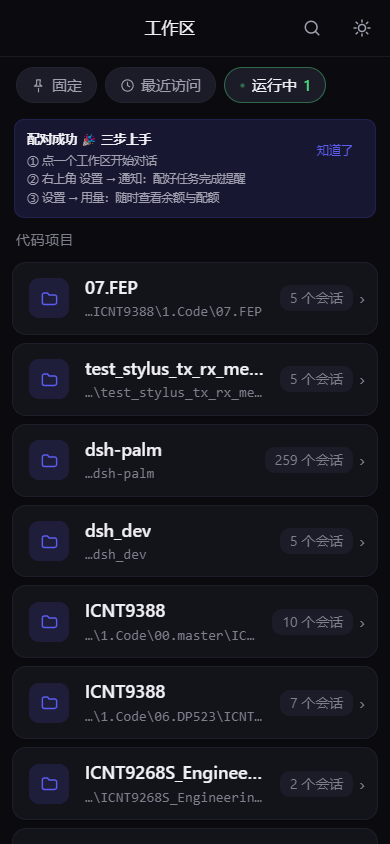 工作区
固定
最近访问
运行中 1
配对成功 🎉 三步上手
知道了
① 点一个工作区开始对话
② 右上角 设置 → 通知：配好任务完成提醒
③ 设置 → 用量：随时查看余额与配额
代码项目
07.FEP
…ICNT9388\1.Code\07.FEP
5 个会话
test_stylus_tx_rx_me…
…\test_stylus_tx_rx_me…
5 个会话
dsh-palm
…dsh-palm
259 个会话
dsh_dev
…dsh_dev
5 个会话
ICNT9388
…\1.Code\00.master\IC…
10 个会话
ICNT9388
…\1.Code\06.DP523\ICNT…
7 个会话
ICNT9268S_Enginee…
…\ICNT9268S_Engineerin…
2 个会话